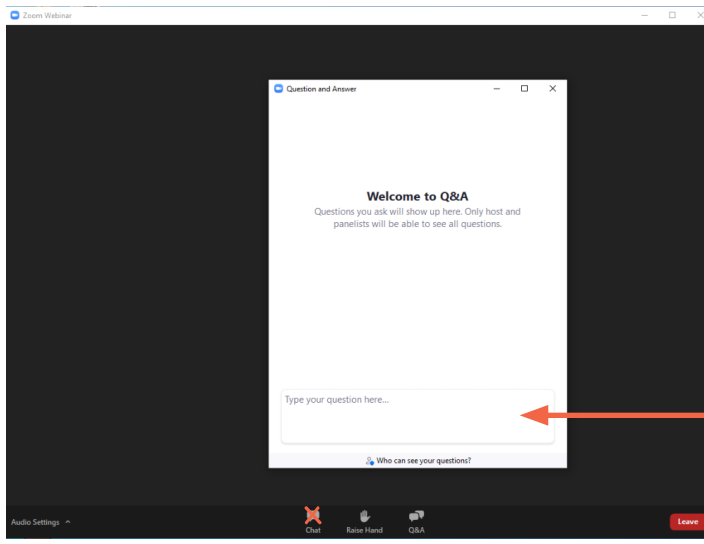 Zoom Webinar
Question and Answer
Welcome to Q&A
Questions you ask will show up here. Only host and
panelists will be able to see all questions.
Type your question here...
Who can see your questions?
Audio Settings
Chat
Raise Hand
Q&A
Leave